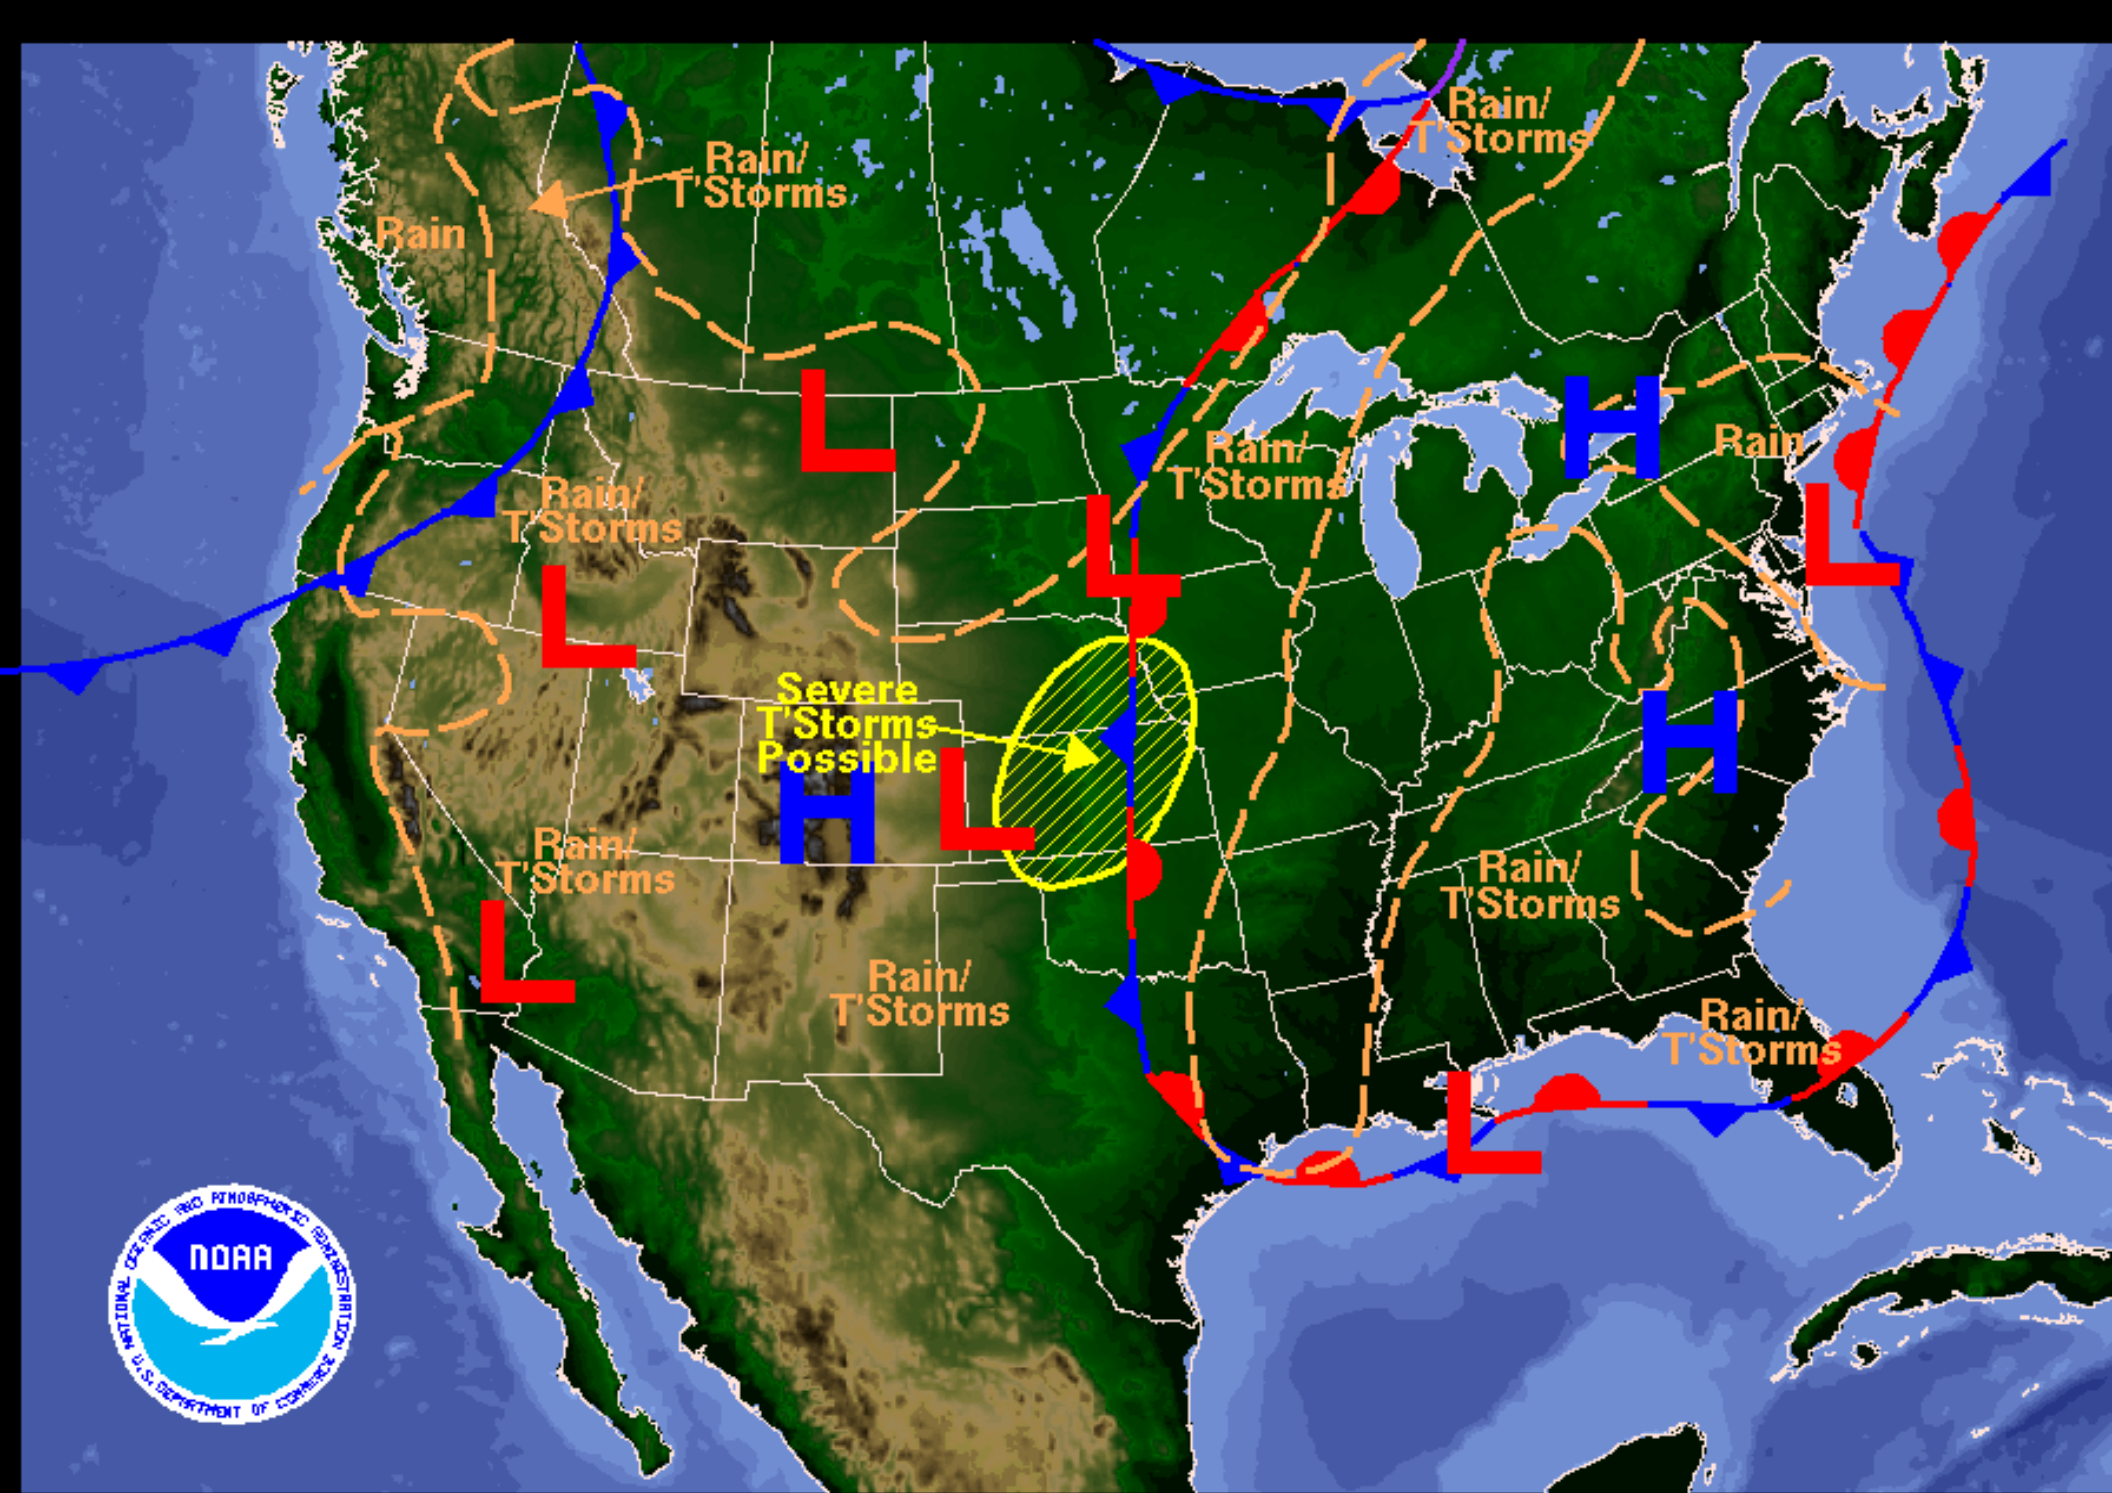 Rain/
T'Storms
Rain/
T'Storms
Rain
Rain/
T'Storms
Rain
Rain/
T'Storms
L
H
L
L
L
Severe
T'Storms
Possible
H
L
H
Rain/
T'Storms
Rain/
T'Storms
L
Rain/
T'Storms
Rain/
T'Storms
L
NOAA
NATIONAL OCEANIC AND ATMOSPHERIC ADMINISTRATION
U.S. DEPARTMENT OF COMMERCE